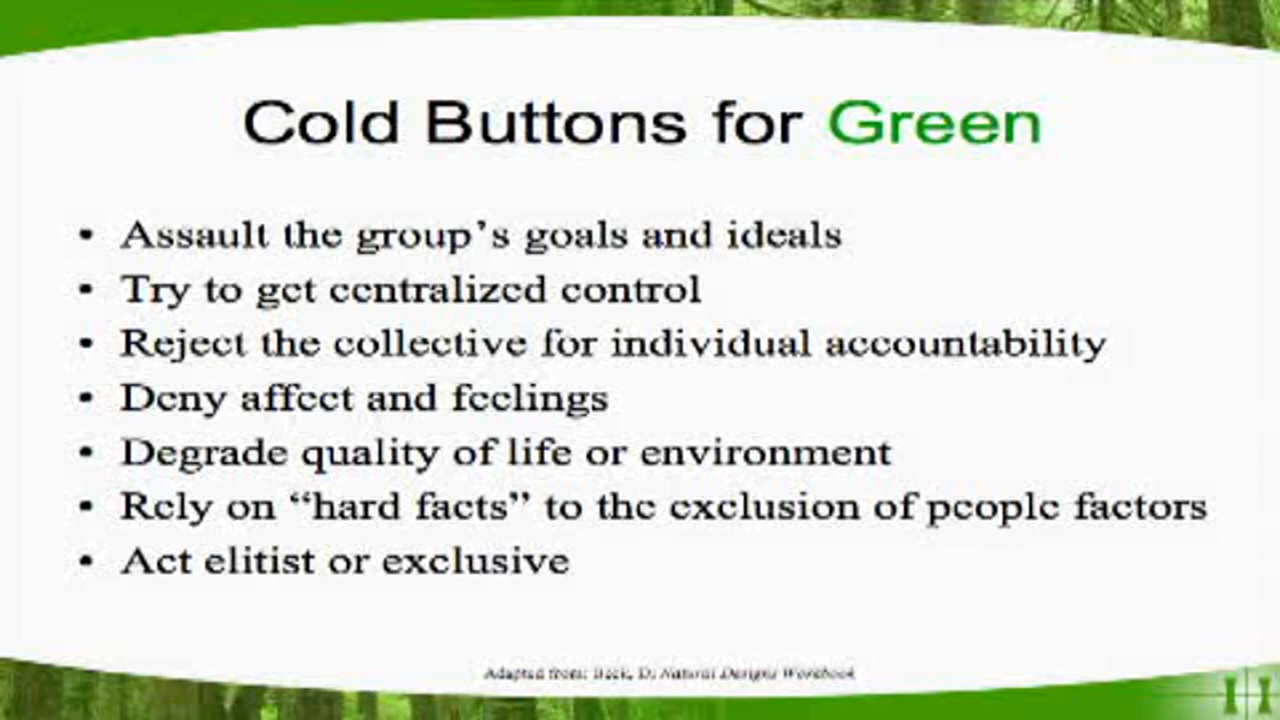 Cold Buttons for Green
• Assault the group’s goals and ideals
• Try to get centralized control
• Reject the collective for individual accountability
• Deny affect and feelings
• Degrade quality of life or environment
• Rely on “hard facts” to the exclusion of people factors
• Act elitist or exclusive
Adapted from: Beck, D: Natural Designs Workbook